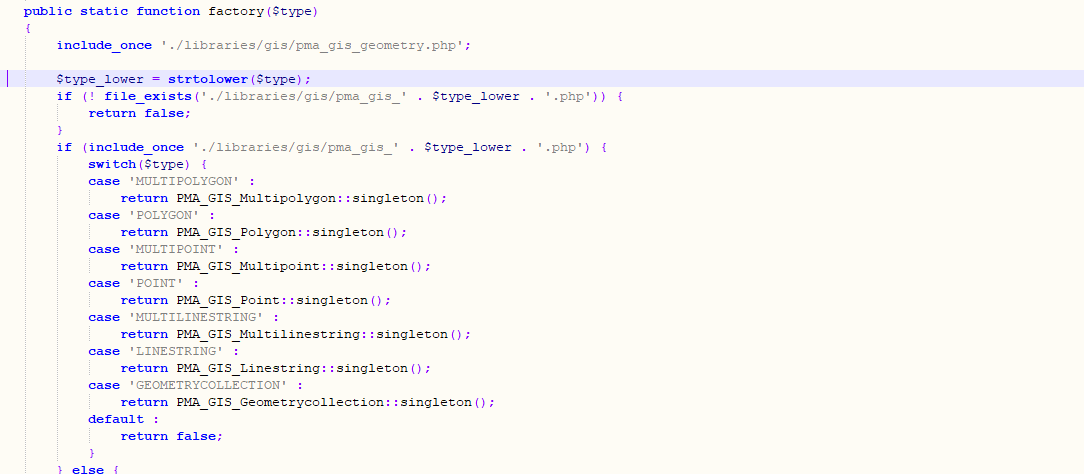 public static function factory($type)
{
    include_once './libraries/gis/pma_gis_geometry.php';

    $type_lower = strtolower($type);
    if (! file_exists('./libraries/gis/pma_gis_' . $type_lower . '.php')) {
        return false;
    }
    if (include_once './libraries/gis/pma_gis_' . $type_lower . '.php') {
        switch($type) {
        case 'MULTIPOLYGON' :
            return PMA_GIS_Multipolygon::singleton();
        case 'POLYGON' :
            return PMA_GIS_Polygon::singleton();
        case 'MULTIPOINT' :
            return PMA_GIS_Multipoint::singleton();
        case 'POINT' :
            return PMA_GIS_Point::singleton();
        case 'MULTILINESTRING' :
            return PMA_GIS_Multilinestring::singleton();
        case 'LINESTRING' :
            return PMA_GIS_Linestring::singleton();
        case 'GEOMETRYCOLLECTION' :
            return PMA_GIS_Geometrycollection::singleton();
        default :
            return false;
        }
    } else {